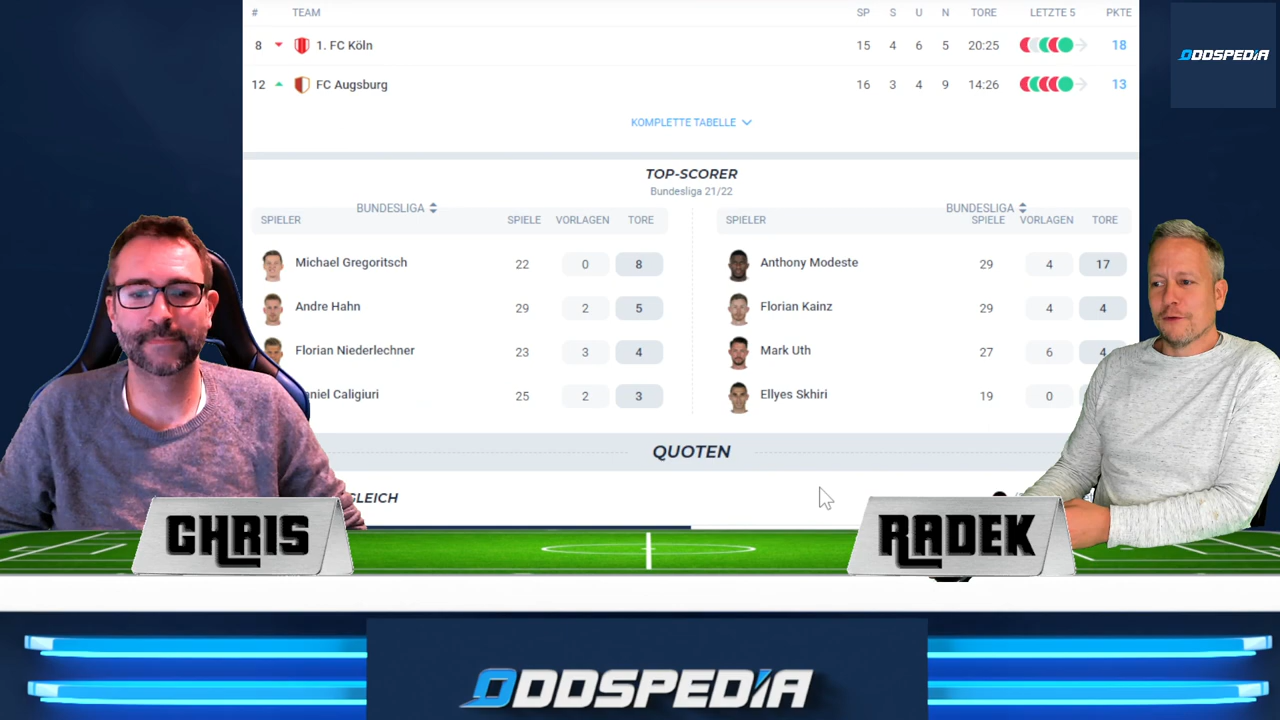 # TEAM SP S U N TORE LETZTE 5 PKTE
8 1. FC Köln 15 4 6 5 20:25 18
12 FC Augsburg 16 3 4 9 14:26 13
KOMPLETTE TABELLE
ODDSPEDIA
TOP-SCORER
Bundesliga 21/22
BUNDESLIGA
SPIELER SPIELE VORLAGEN TORE
Michael Gregoritsch 22 0 8
Andre Hahn 29 2 5
Florian Niederlechner 23 3 4
niel Caligiuri 25 2 3
BUNDESLIGA
SPIELER SPIELE VORLAGEN TORE
Anthony Modeste 29 4 17
Florian Kainz 29 4 4
Mark Uth 27 6 4
Ellyes Skhiri 19 0
QUOTEN
GLEICH
CHRIS
RADEK
ODDSPEDIA